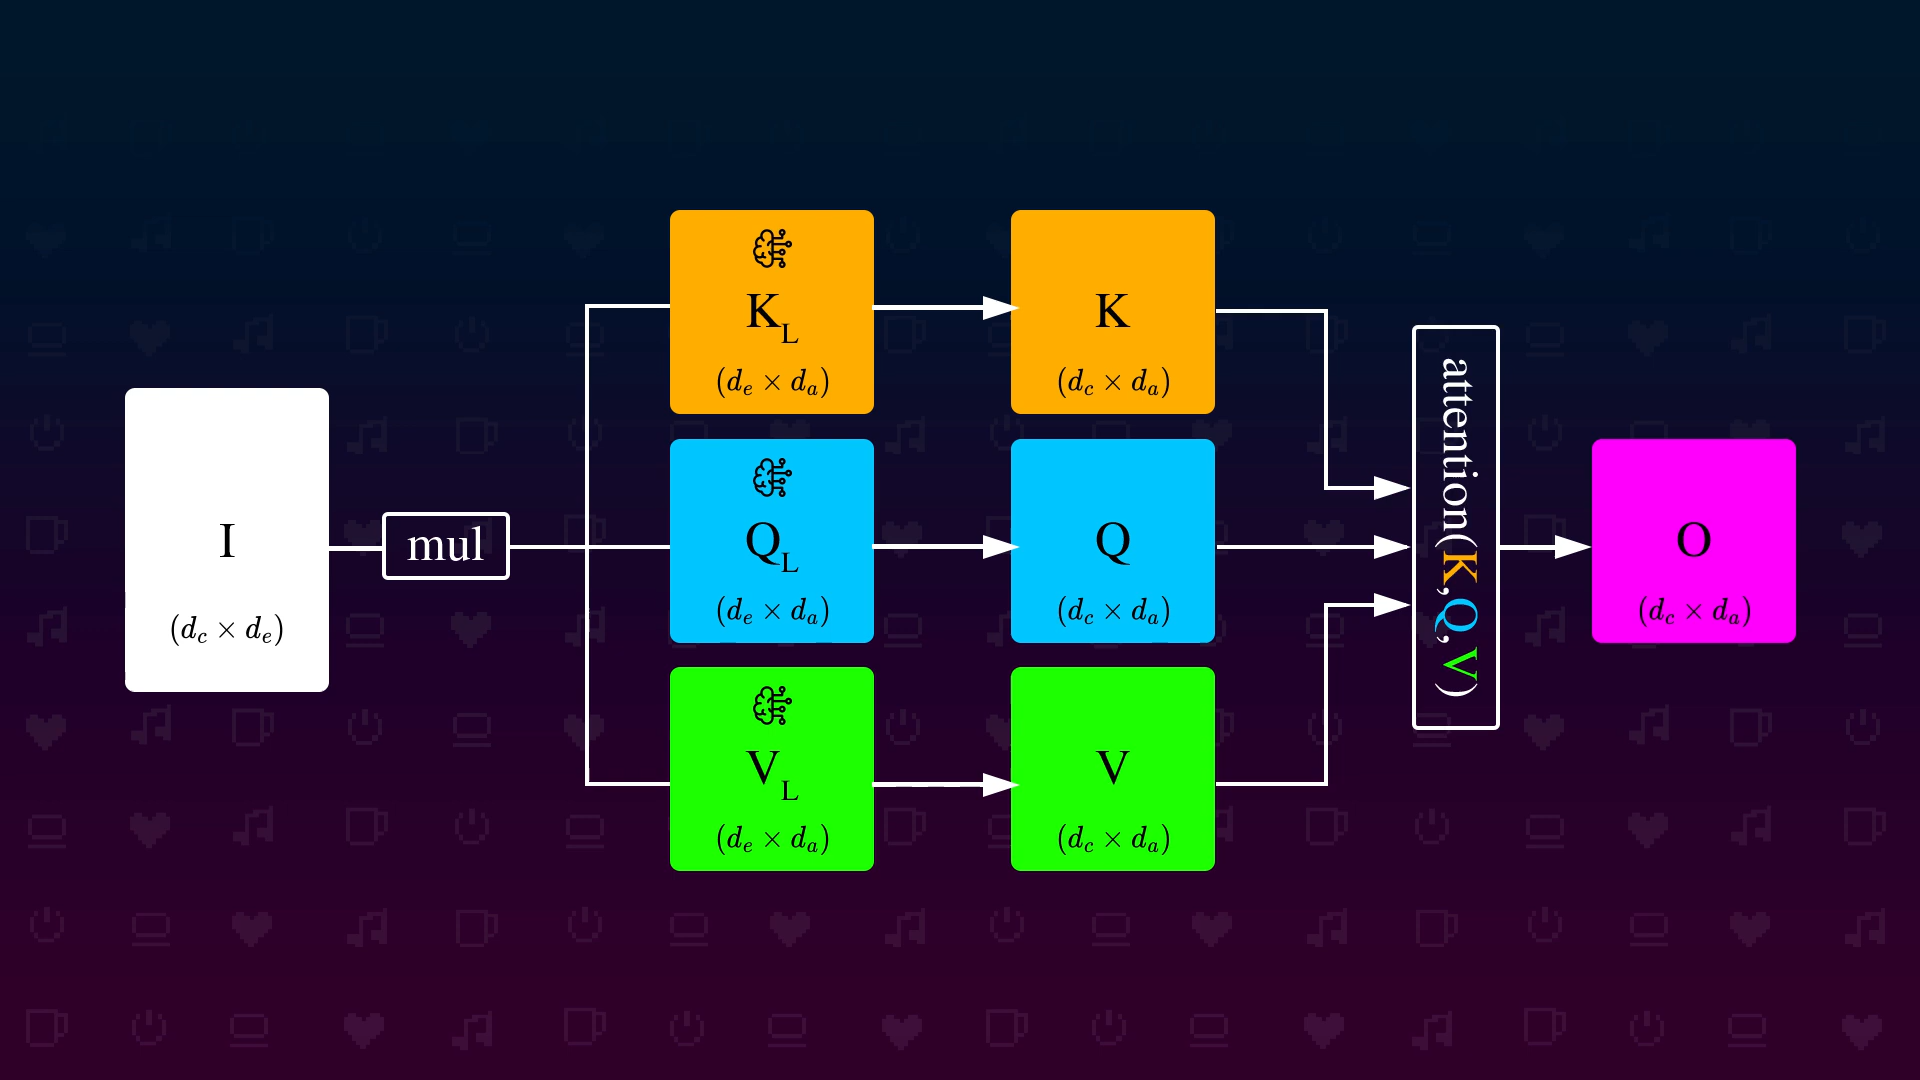 I
(d_c × d_e)
mul
K_L
(d_e × d_a)
Q_L
(d_e × d_a)
V_L
(d_e × d_a)
K
(d_c × d_a)
Q
(d_c × d_a)
V
(d_c × d_a)
attention(K,Q,V)
O
(d_c × d_a)